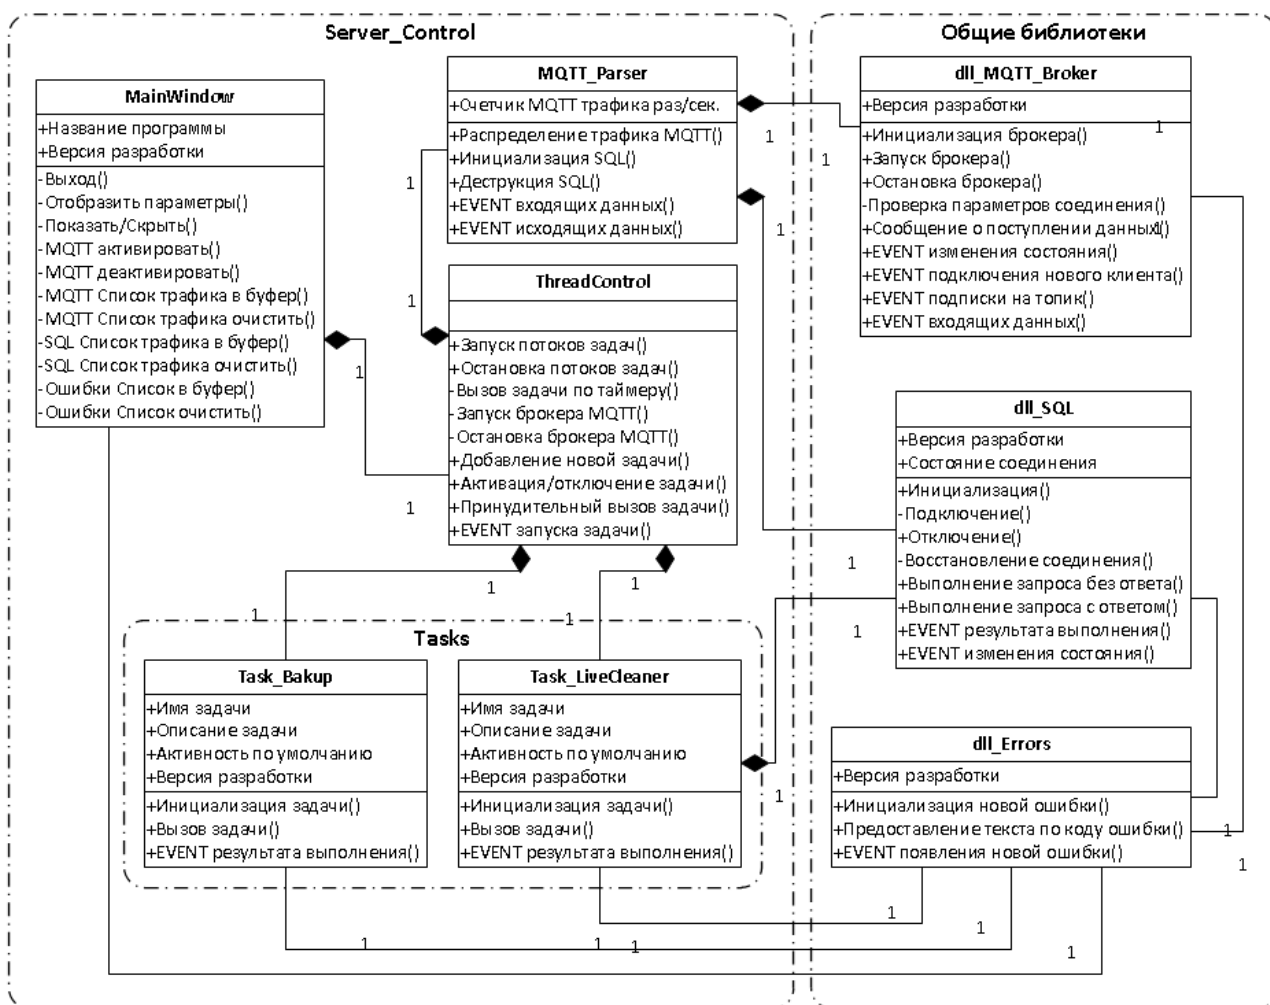 Server_Control
MainWindow
+Название программы
+Версия разработки
-Выход()
-Отобразить параметры()
-Показать/Скрыть()
-MQTT активировать()
-MQTT деактивировать()
-MQTT Список трафика в буфер()
-MQTT Список трафика очистить()
-SQL Список трафика в буфер()
-SQL Список трафика очистить()
-Ошибки Список в буфер()
-Ошибки Список очистить()
MQTT_Parser
+Счетчик MQTT трафика раз/сек.
+Распределение трафика MQTT()
+Инициализация SQL()
+Деструкция SQL()
+EVENT входящих данных()
+EVENT исходящих данных()
ThreadControl
+Запуск потоков задач()
+Остановка потоков задач()
-Вызов задачи по таймеру()
-Запуск брокера MQTT()
-Остановка брокера MQTT()
+Добавление новой задачи()
+Активация/отключение задачи()
+Принудительный вызов задачи()
+EVENT запуска задачи()
1
1
1
1
1
1
1
1
Tasks
Task_Bakup
+Имя задачи
+Описание задачи
+Активность по умолчанию
+Версия разработки
+Инициализация задачи()
+Вызов задачи()
+EVENT результата выполнения()
Task_LiveCleaner
+Имя задачи
+Описание задачи
+Активность по умолчанию
+Версия разработки
+Инициализация задачи()
+Вызов задачи()
+EVENT результата выполнения()
1
1
1
1
1
1
Общие библиотеки
dll_MQTT_Broker
+Версия разработки
+Инициализация брокера()
+Запуск брокера()
+Остановка брокера()
-Проверка параметров соединения()
+Сообщение о поступлении данных()
+EVENT изменения состояния()
+EVENT подключения нового клиента()
+EVENT подписки на топик()
+EVENT входящих данных()
1
1
1
dll_SQL
+Версия разработки
+Состояние соединения
+Инициализация()
-Подключение()
+Отключение()
-Восстановление соединения()
+Выполнение запроса без ответа()
+Выполнение запроса с ответом()
+EVENT результата выполнения()
+EVENT изменения состояния()
1
1
dll_Errors
+Версия разработки
+Инициализация новой ошибки()
+Предоставление текста по коду ошибки()
+EVENT появления новой ошибки()
1
1
1
1
1